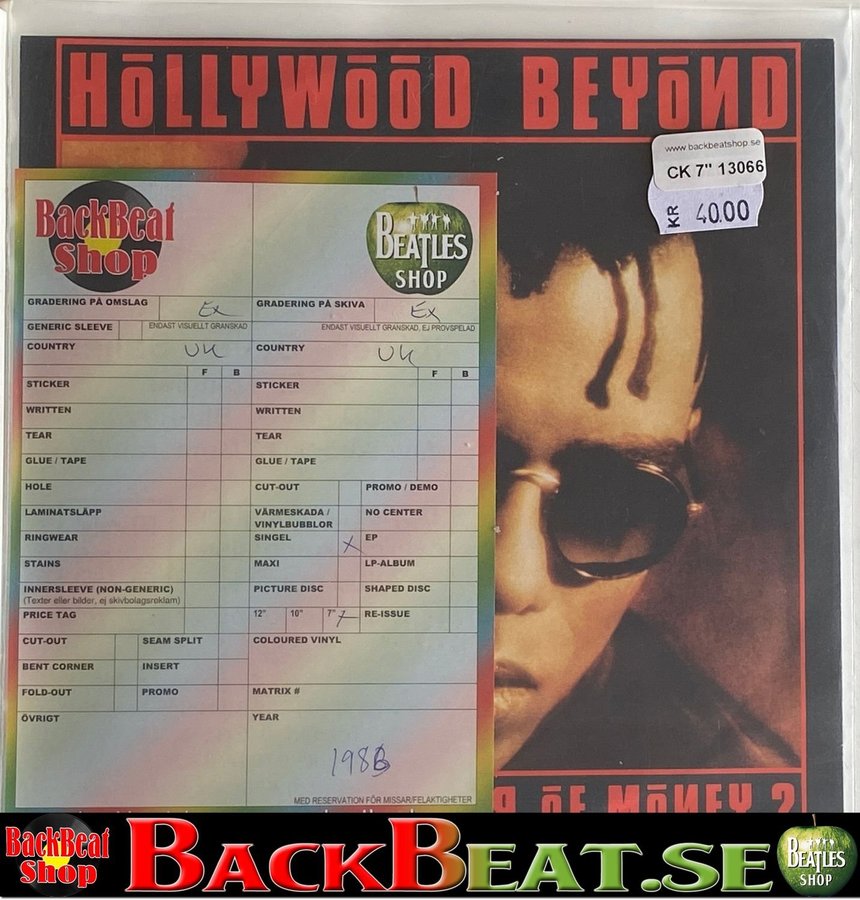 HŌLLYWŌŌD BEYŌND
www.backbeatshop.se
CK 7" 13066
KR 40.00
BackBeat
Shop
BEATLES
SHOP
GRADERING PÅ OMSLAG Ex GRADERING PÅ SKIVA Ex
GENERIC SLEEVE ENDAST VISUELLT GRANSKAD ENDAST VISUELLT GRANSKAD, EJ PROVSPELAD
COUNTRY UK COUNTRY UK
F B F B
STICKER STICKER
WRITTEN WRITTEN
TEAR TEAR
GLUE / TAPE GLUE / TAPE
HOLE CUT-OUT PROMO / DEMO
LAMINATSLÄPP VÄRMESKADA / NO CENTER
VINYLBUBBLOR
RINGWEAR SINGEL X EP
STAINS MAXI LP-ALBUM
INNERSLEEVE (NON-GENERIC) PICTURE DISC SHAPED DISC
(Texter eller bilder, ej skivbolagsreklam)
PRICE TAG 12" 10" 7" 7 RE-ISSUE
CUT-OUT SEAM SPLIT COLOURED VINYL
BENT CORNER INSERT
FOLD-OUT PROMO MATRIX #
ÖVRIGT YEAR
1986
MED RESERVATION FÖR MISSAR/FELAKTIGHETER
ŌF MŌNEY ?
BackBeat
Shop
BACKBEAT.SE
BEATLES
SHOP